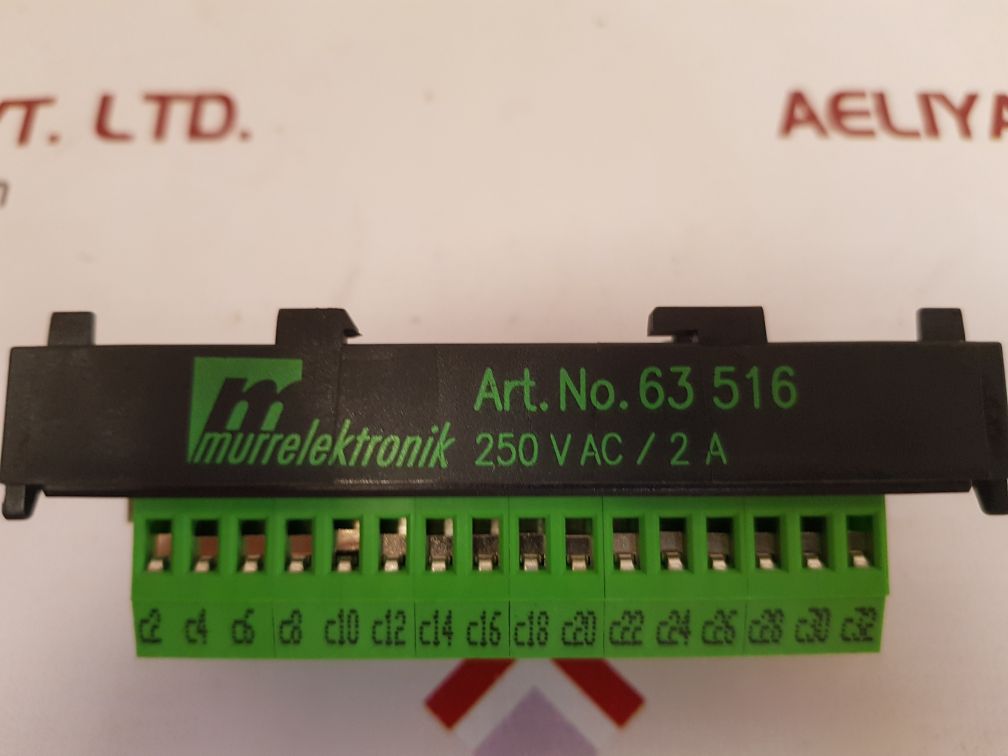 VT. LTD.
AELIYA
murrelektronik
Art. No. 63 516
250 V AC / 2 A
c2 c4 c6 c8 c10 c12 c14 c16 c18 c20 c22 c24 c26 c28 c30 c32